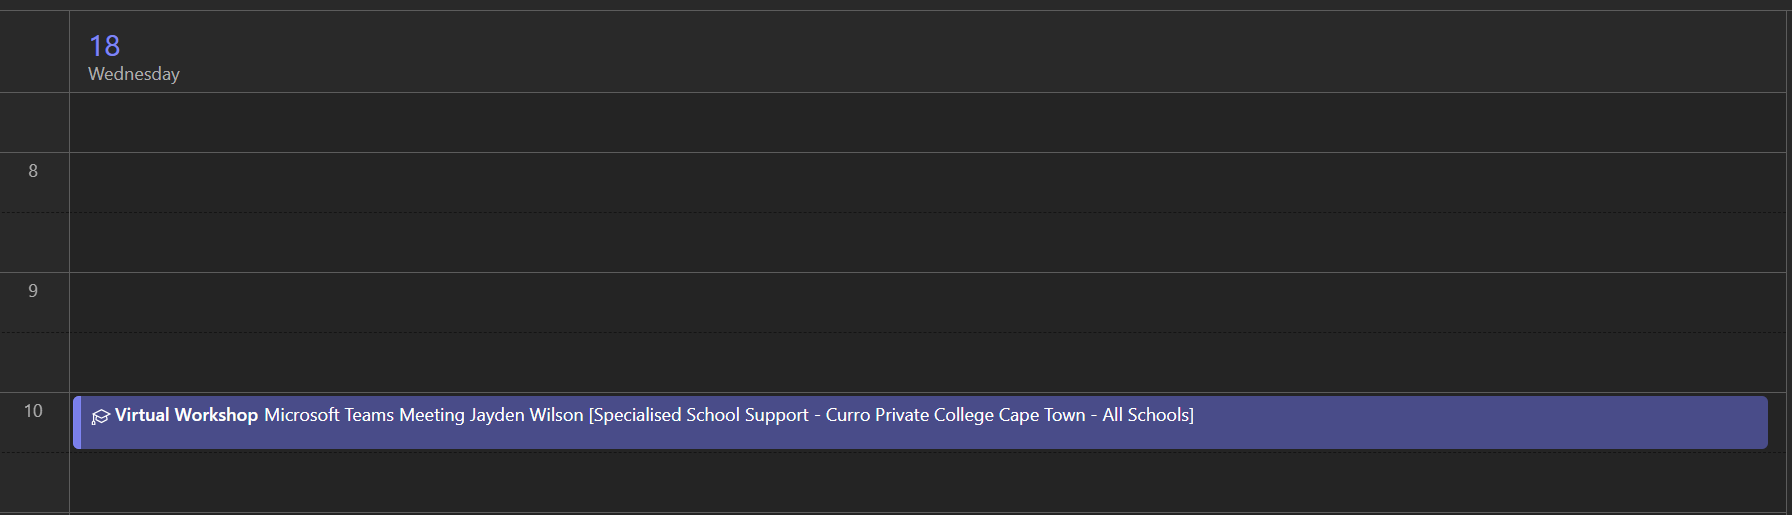 18
Wednesday
8
9
10
Virtual Workshop Microsoft Teams Meeting Jayden Wilson [Specialised School Support - Curro Private College Cape Town - All Schools]